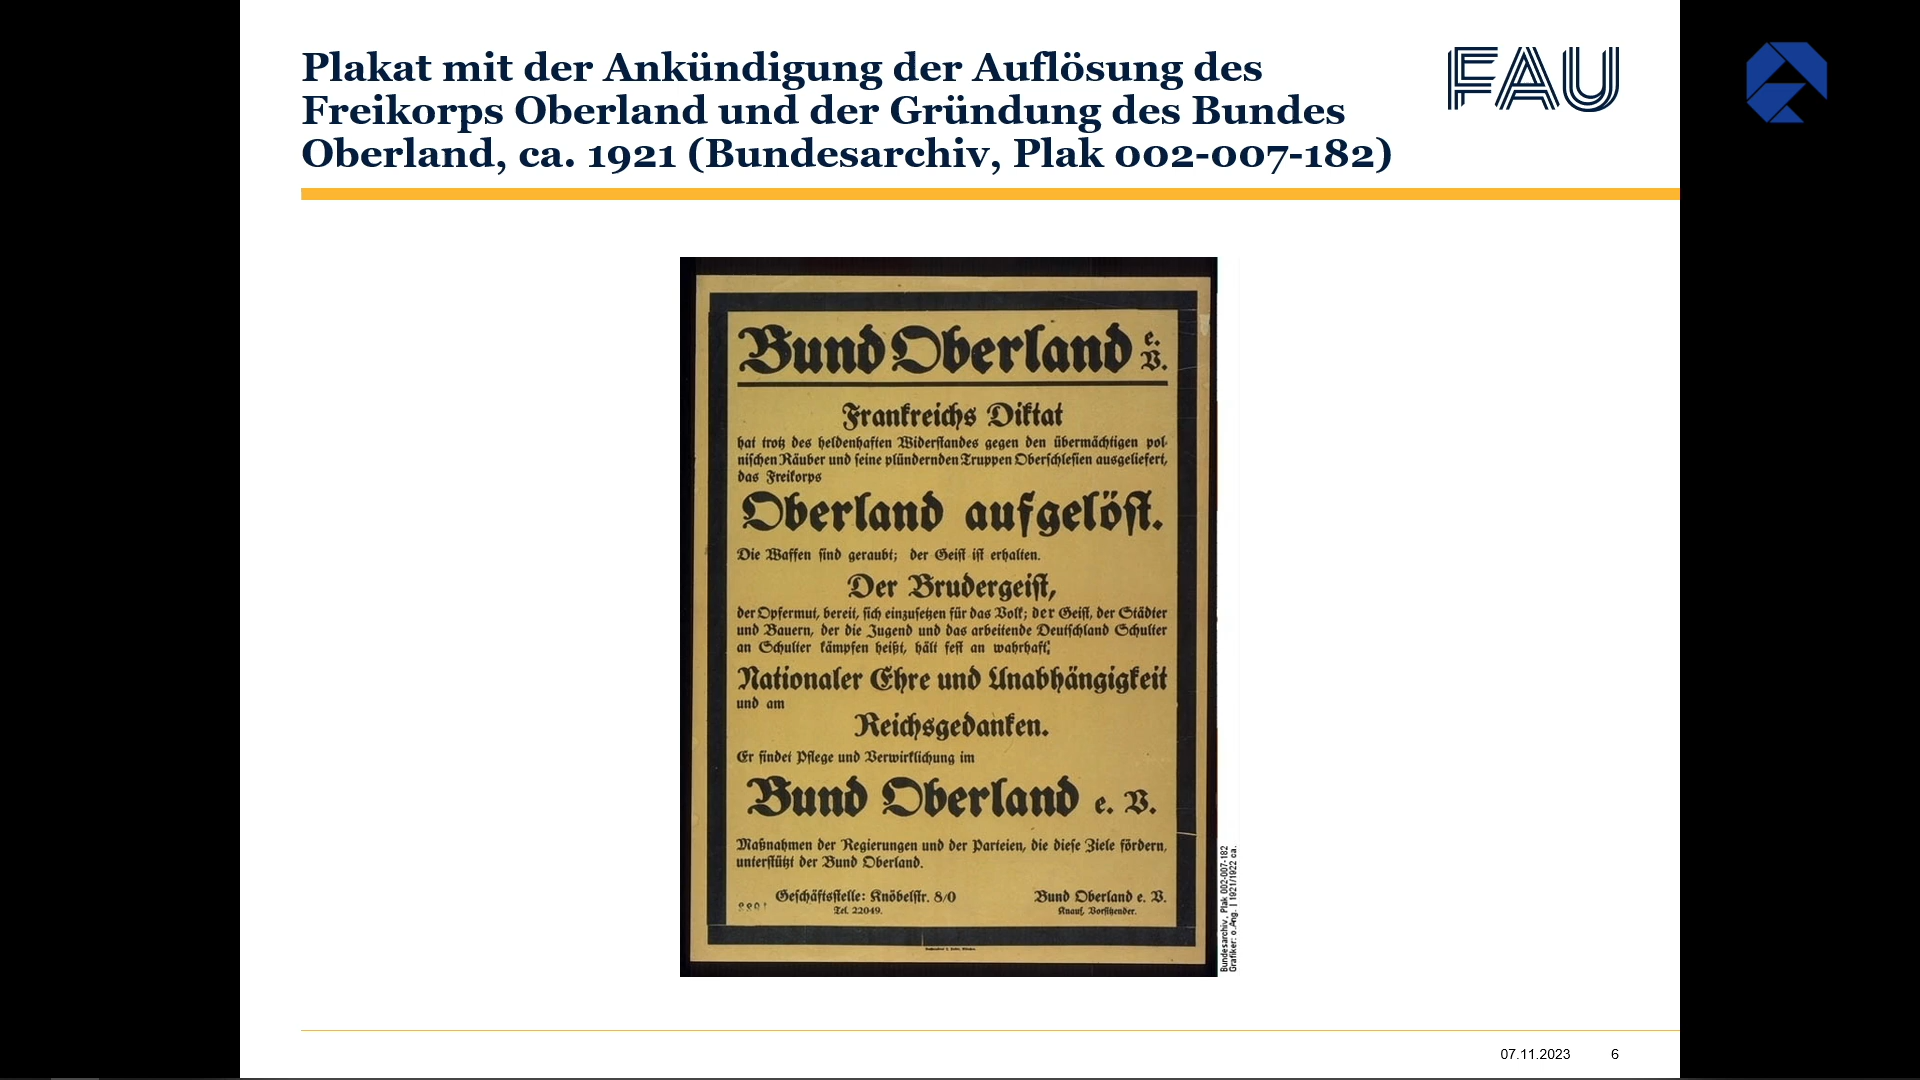 Plakat mit der Ankündigung der Auflösung des
Freikorps Oberland und der Gründung des Bundes
Oberland, ca. 1921 (Bundesarchiv, Plak 002-007-182)
FAU
Bund Oberland e. V.
Frankreichs Diktat
hat trotz des heldenhaften Widerstandes gegen den übermächtigen pol-
nischen Räuber und seine plündernden Truppen Oberschlesien ausgeliefert,
das Freikorps
Oberland aufgelöst.
Die Waffen sind geraubt; der Geist ist erhalten.
Der Brudergeist,
der Opfermut, bereit, sich einzusetzen für das Volk; der Geist, der Städter
und Bauern, der die Jugend und das arbeitende Deutschland Schulter
an Schulter kämpfen heißt, hält fest an wahrhaft
Nationaler Ehre und Unabhängigkeit
und am
Reichsgedanken.
Er findet Pflege und Verwirklichung im
Bund Oberland e. V.
Maßnahmen der Regierungen und der Parteien, die diese Ziele fördern,
unterstützt der Bund Oberland.
Geschäftsstelle: Knöbelstr. 8/0
Tel. 22049.
Bund Oberland e. V.
Knauf, Vorsitzender.
Bundesarchiv, Plak 002-007-182
Grafiker: o.Ang. | 1921/1922 ca.
07.11.2023
6